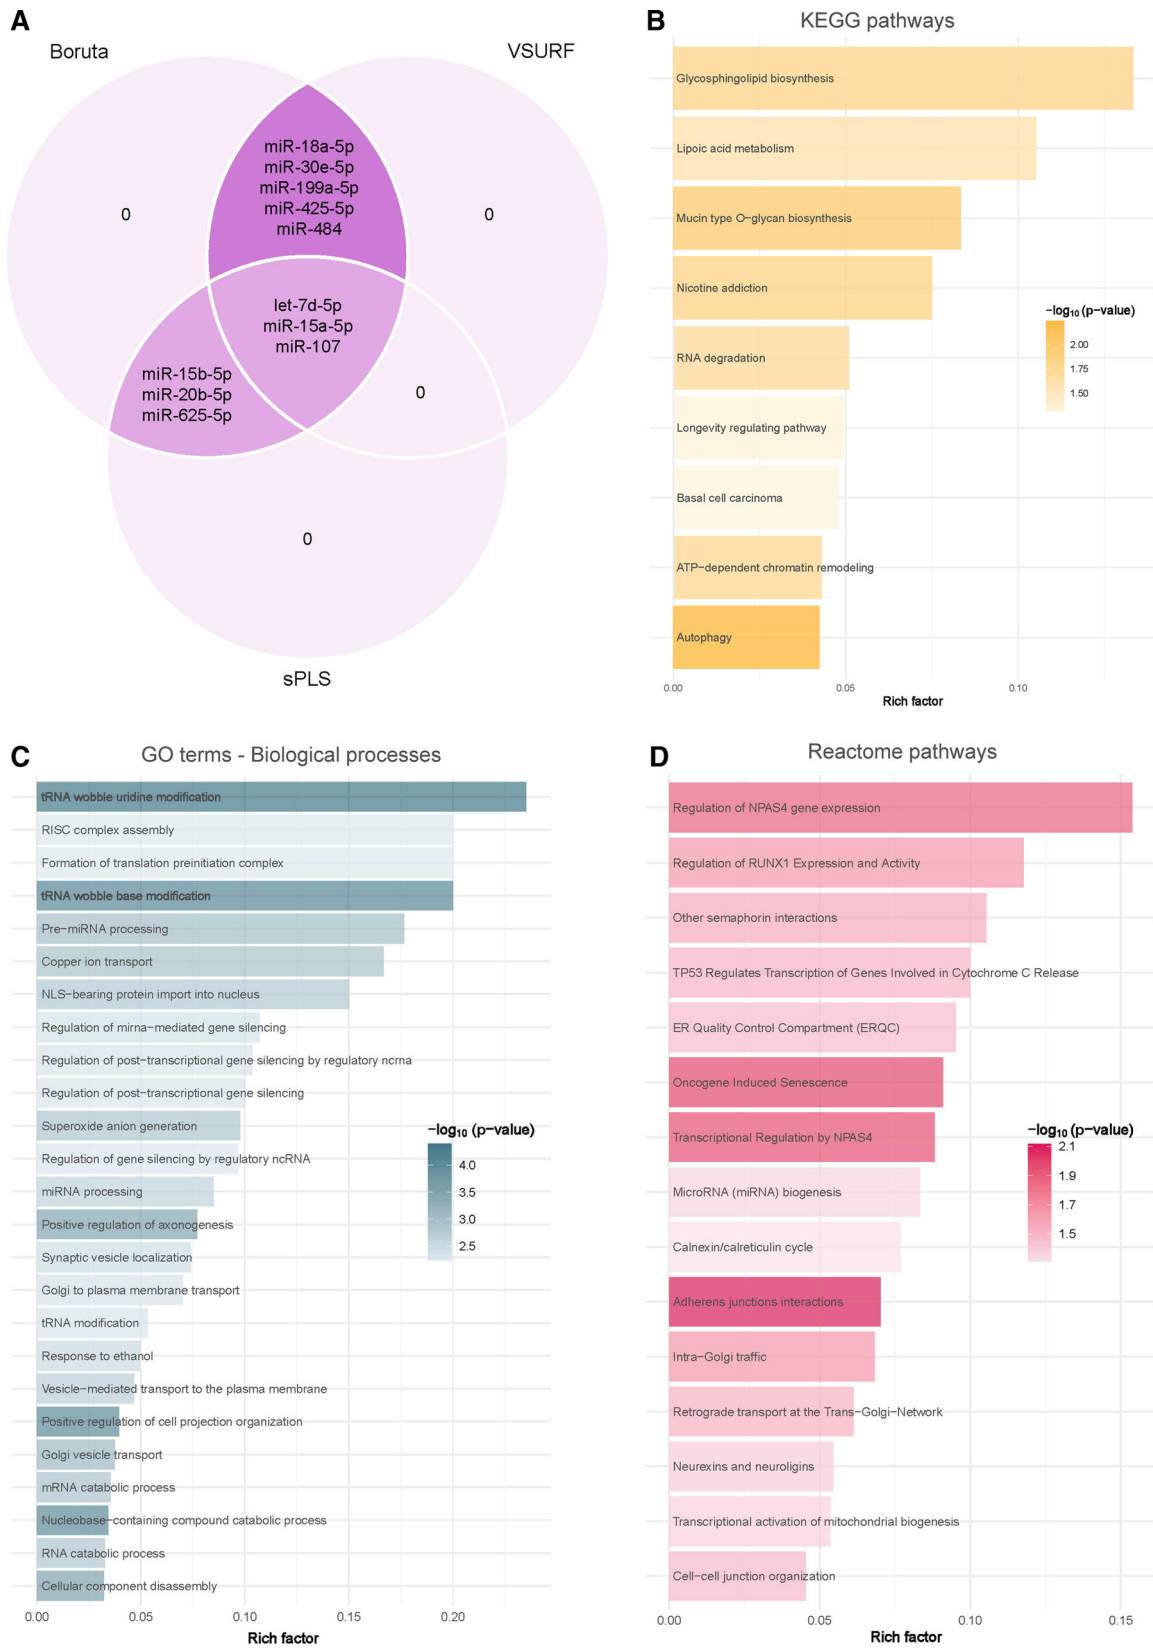 A
Boruta
VSURF
miR-18a-5p
miR-30e-5p
miR-199a-5p
miR-425-5p
miR-484
0
0
let-7d-5p
miR-15a-5p
miR-107
miR-15b-5p
miR-20b-5p
miR-625-5p
0
0
sPLS
B
KEGG pathways
Glycosphingolipid biosynthesis
Lipoic acid metabolism
Mucin type O-glycan biosynthesis
Nicotine addiction
RNA degradation
Longevity regulating pathway
Basal cell carcinoma
ATP-dependent chromatin remodeling
Autophagy
-log₁₀ (p-value)
2.00
1.75
1.50
0.00 0.05 0.10
Rich factor
C
GO terms - Biological processes
tRNA wobble uridine modification
RISC complex assembly
Formation of translation preinitiation complex
tRNA wobble base modification
Pre-miRNA processing
Copper ion transport
NLS-bearing protein import into nucleus
Regulation of mirna-mediated gene silencing
Regulation of post-transcriptional gene silencing by regulatory ncrna
Regulation of post-transcriptional gene silencing
Superoxide anion generation
Regulation of gene silencing by regulatory ncRNA
miRNA processing
Positive regulation of axonogenesis
Synaptic vesicle localization
Golgi to plasma membrane transport
tRNA modification
Response to ethanol
Vesicle-mediated transport to the plasma membrane
Positive regulation of cell projection organization
Golgi vesicle transport
mRNA catabolic process
Nucleobase-containing compound catabolic process
RNA catabolic process
Cellular component disassembly
-log₁₀ (p-value)
4.0
3.5
3.0
2.5
0.00 0.05 0.10 0.15 0.20
Rich factor
D
Reactome pathways
Regulation of NPAS4 gene expression
Regulation of RUNX1 Expression and Activity
Other semaphorin interactions
TP53 Regulates Transcription of Genes Involved in Cytochrome C Release
ER Quality Control Compartment (ERQC)
Oncogene Induced Senescence
Transcriptional Regulation by NPAS4
MicroRNA (miRNA) biogenesis
Calnexin/calreticulin cycle
Adherens junctions interactions
Intra-Golgi traffic
Retrograde transport at the Trans-Golgi-Network
Neurexins and neuroligins
Transcriptional activation of mitochondrial biogenesis
Cell-cell junction organization
-log₁₀ (p-value)
2.1
1.9
1.7
1.5
0.00 0.05 0.10 0.15
Rich factor